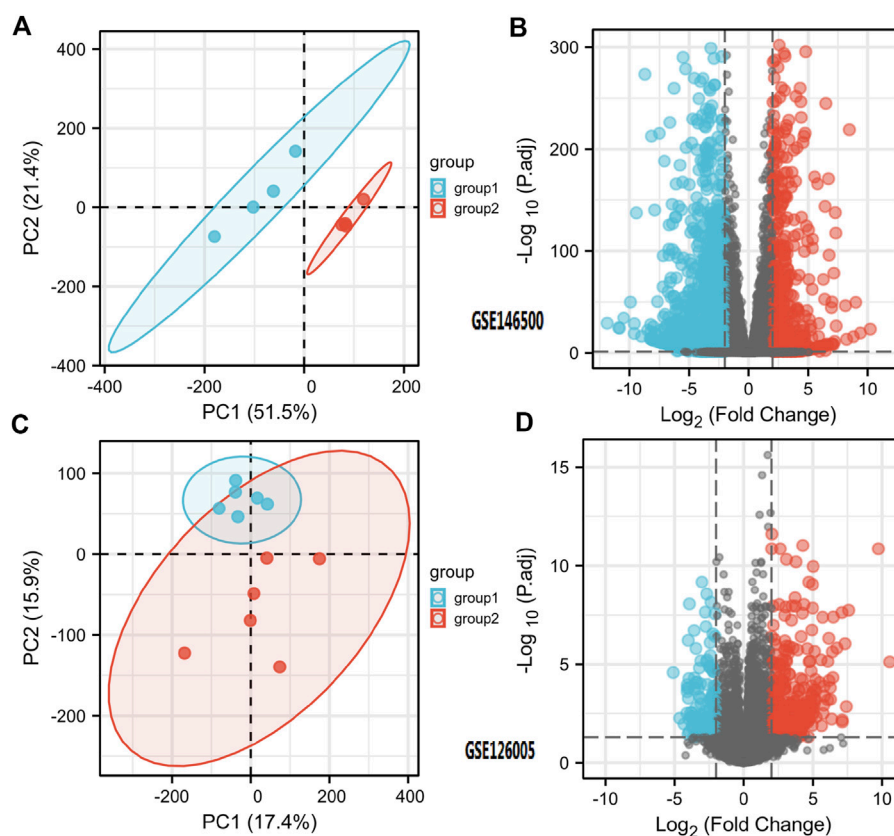 A
400
200
0
-200
-400
-400
-200
0
200
PC2 (21.4%)
PC1 (51.5%)
group
group1
group2
B
300
200
100
0
-10
-5
0
5
10
-Log 10 (P.adj)
Log2 (Fold Change)
GSE146500
C
100
0
-100
-200
-200
0
200
400
PC2 (15.9%)
PC1 (17.4%)
group
group1
group2
D
15
10
5
0
-10
-5
0
5
10
-Log 10 (P.adj)
Log2 (Fold Change)
GSE126005